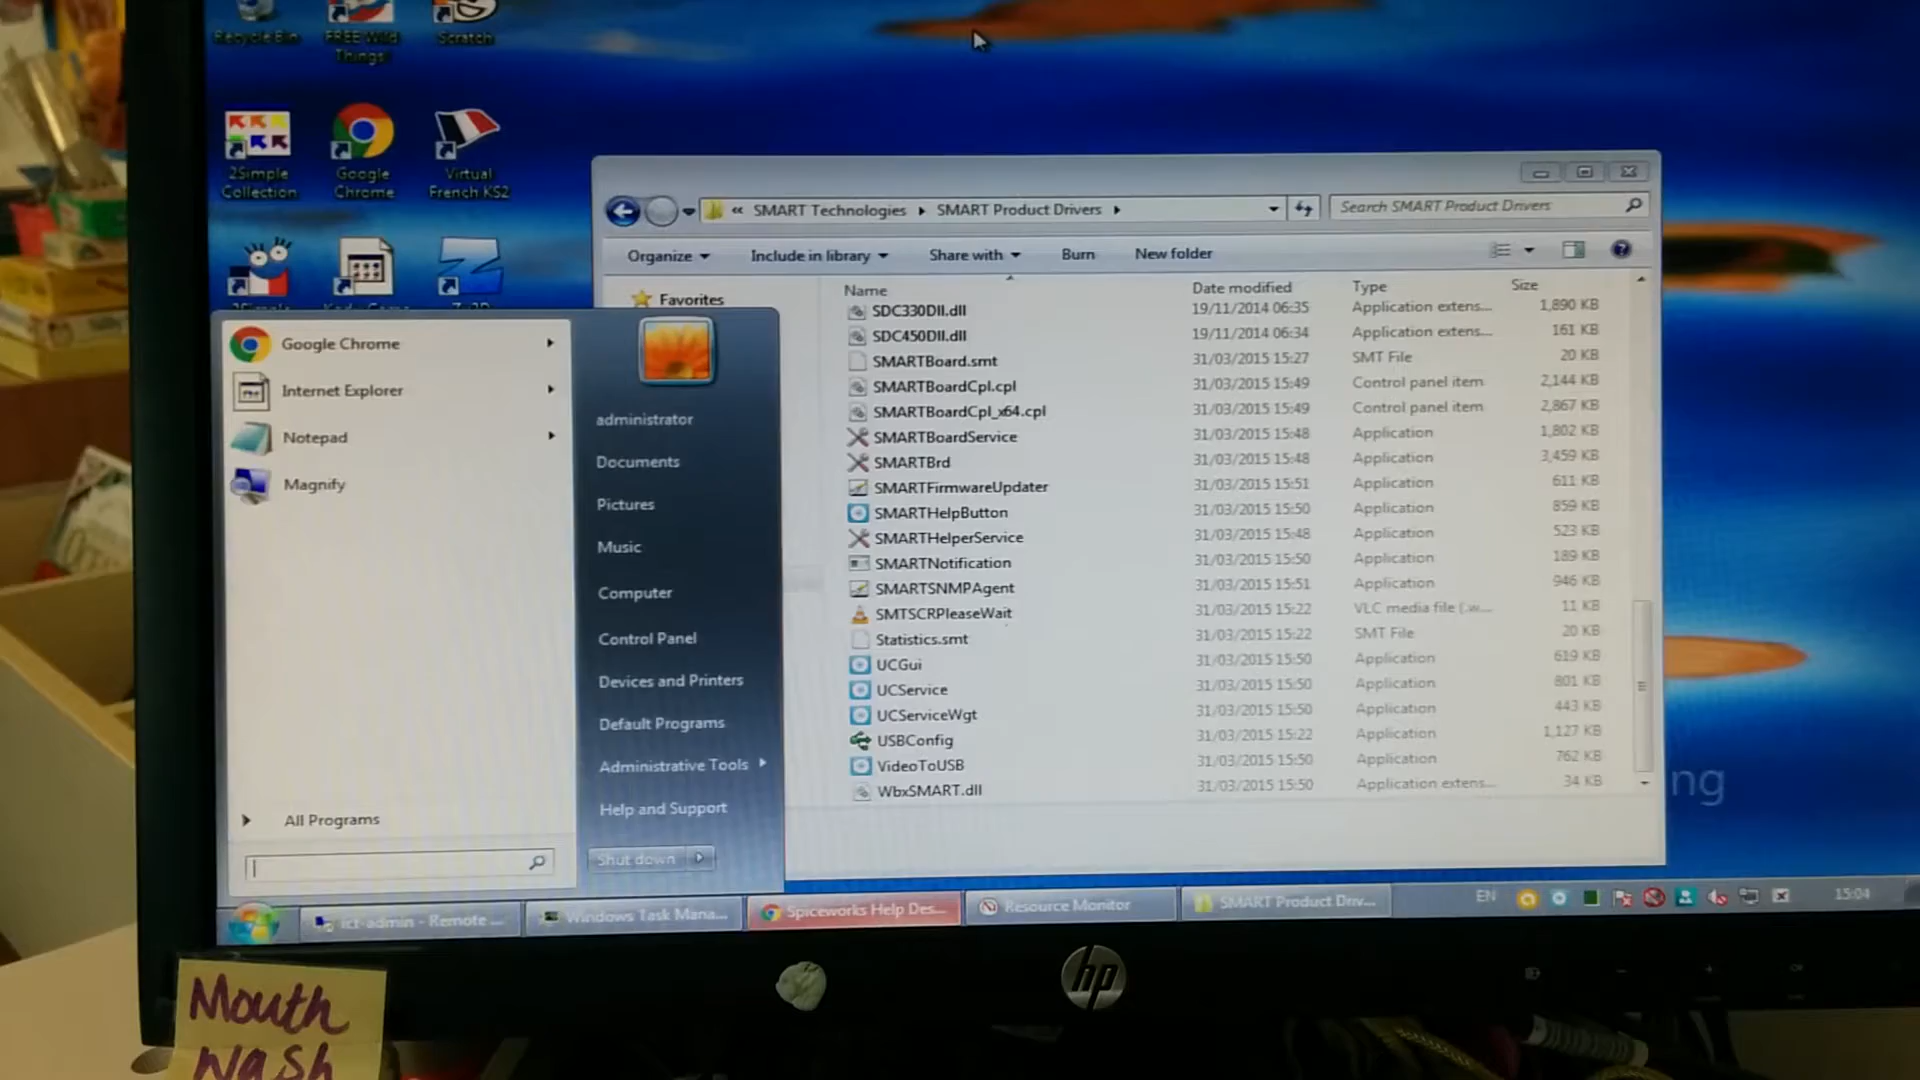 Recycle Bin
FREE Wild Things
Scratch
2Simple Collection
Google Chrome
Virtual French KS2
2Simple
« SMART Technologies ▸ SMART Product Drivers ▸
Search SMART Product Drivers
Organize
Include in library
Share with
Burn
New folder
Favorites
Name Date modified Type Size
SDC330Dll.dll 19/11/2014 06:35 Application extens... 1,890 KB
SDC450Dll.dll 19/11/2014 06:34 Application extens... 161 KB
SMARTBoard.smt 31/03/2015 15:27 SMT File 20 KB
SMARTBoardCpl.cpl 31/03/2015 15:49 Control panel item 2,144 KB
SMARTBoardCpl_x64.cpl 31/03/2015 15:49 Control panel item 2,867 KB
SMARTBoardService 31/03/2015 15:48 Application 1,802 KB
SMARTBrd 31/03/2015 15:48 Application 3,459 KB
SMARTFirmwareUpdater 31/03/2015 15:51 Application 611 KB
SMARTHelpButton 31/03/2015 15:50 Application 859 KB
SMARTHelperService 31/03/2015 15:48 Application 523 KB
SMARTNotification 31/03/2015 15:50 Application 189 KB
SMARTSNMPAgent 31/03/2015 15:51 Application 946 KB
SMTSCRPleaseWait 31/03/2015 15:22 VLC media file (.w... 11 KB
Statistics.smt 31/03/2015 15:22 SMT File 20 KB
UCGui 31/03/2015 15:50 Application 619 KB
UCService 31/03/2015 15:50 Application 801 KB
UCServiceWgt 31/03/2015 15:50 Application 443 KB
USBConfig 31/03/2015 15:22 Application 1,127 KB
VideoToUSB 31/03/2015 15:50 Application 762 KB
WbxSMART.dll 31/03/2015 15:50 Application extens... 34 KB
Google Chrome
Internet Explorer
Notepad
Magnify
All Programs
administrator
Documents
Pictures
Music
Computer
Control Panel
Devices and Printers
Default Programs
Administrative Tools
Help and Support
Shut down
ng
ict-admin - Remote ...
Windows Task Mana...
Spiceworks Help Des...
Resource Monitor
SMART Product Driv...
EN
15:04
hp
Mouth
Wash